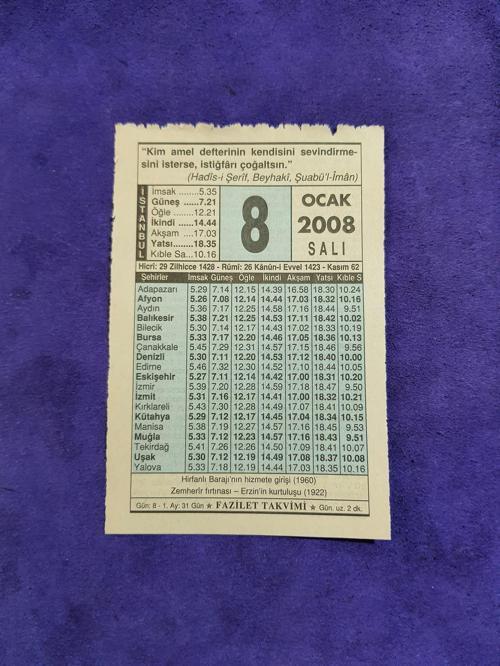 “Kim amel defterinin kendisini sevindirme-
sini isterse, istiğfârı çoğaltsın.”
(Hadîs-i Şerîf, Beyhakî, Şuabü’l-Îmân)
İSTANBUL
İmsak ........5.35
Güneş ......7.21
Öğle .........12.21
İkindi .......14.44
Akşam ....17.03
Yatsı........18.35
Kıble Sa...10.16
8
OCAK
2008
SALI
Hicrî: 29 Zilhicce 1428 - Rûmî: 26 Kânûn-i Evvel 1423 - Kasım 62
Şehirler İmsak Güneş Öğle İkindi Akşam Yatsı Kıble S
Adapazarı 5.29 7.14 12.15 14.39 16.58 18.30 10.24
Afyon 5.26 7.08 12.14 14.44 17.03 18.32 10.16
Aydın 5.36 7.17 12.25 14.58 17.16 18.44 9.51
Balıkesir 5.38 7.21 12.25 14.53 17.11 18.42 10.02
Bilecik 5.30 7.14 12.17 14.43 17.02 18.33 10.19
Bursa 5.33 7.17 12.20 14.46 17.05 18.36 10.13
Çanakkale 5.45 7.29 12.31 14.57 17.15 18.46 9.56
Denizli 5.30 7.11 12.20 14.53 17.12 18.40 10.00
Edirne 5.46 7.32 12.30 14.52 17.10 18.44 10.05
Eskişehir 5.27 7.11 12.14 14.42 17.00 18.31 10.20
İzmir 5.39 7.20 12.28 14.59 17.18 18.47 9.50
İzmit 5.31 7.16 12.17 14.41 17.00 18.32 10.21
Kırklareli 5.43 7.30 12.28 14.49 17.07 18.41 10.09
Kütahya 5.29 7.12 12.17 14.45 17.04 18.34 10.15
Manisa 5.38 7.19 12.27 14.57 17.16 18.45 9.53
Muğla 5.33 7.12 12.23 14.57 17.16 18.43 9.51
Tekirdağ 5.41 7.26 12.26 14.50 17.09 18.41 10.07
Uşak 5.30 7.12 12.19 14.49 17.08 18.37 10.08
Yalova 5.33 7.18 12.19 14.44 17.03 18.35 10.16
Hirfanlı Barajı’nın hizmete girişi (1960)
Zemherîr fırtınası – Erzin’in kurtuluşu (1922)
Gün: 8 - 1. Ay: 31 Gün ★ FAZİLET TAKVİMİ ★ Gün. uz. 2 dk.